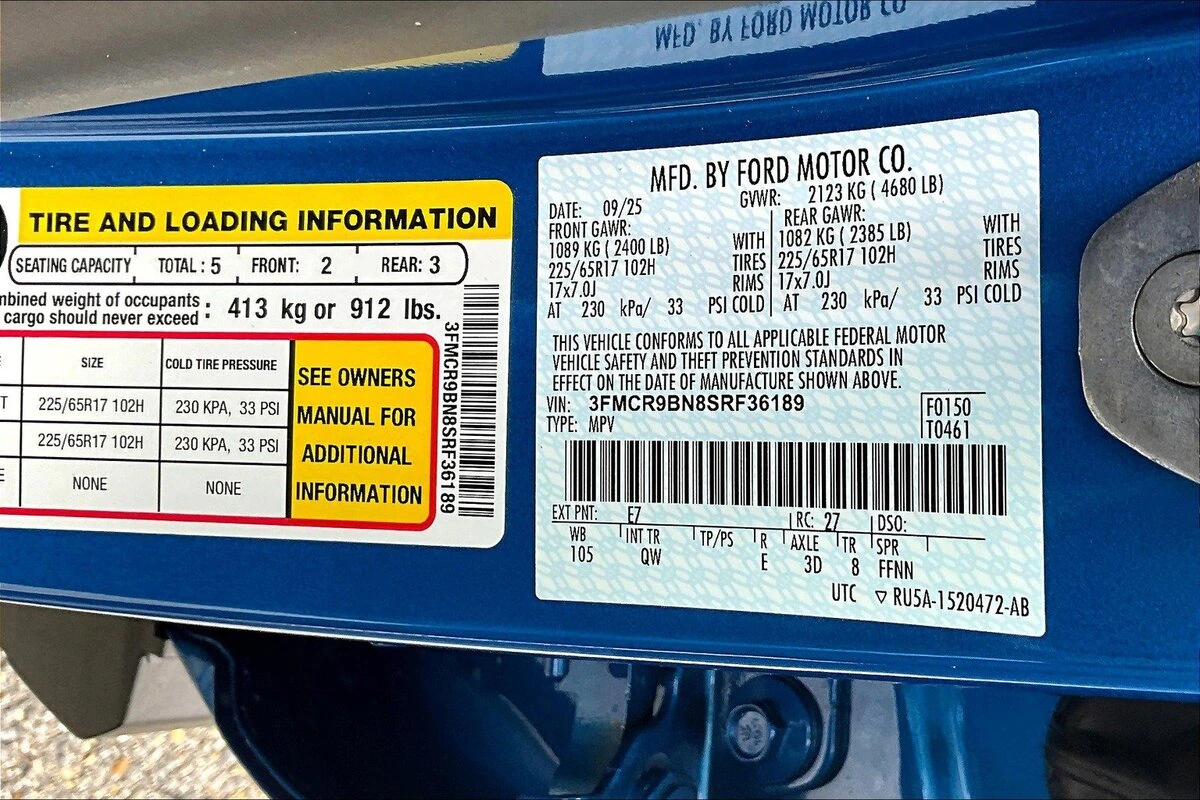 MFD. BY FORD MOTOR CO
TIRE AND LOADING INFORMATION
SEATING CAPACITY TOTAL : 5 FRONT: 2 REAR: 3
weight of occupants : 413 kg or 912 lbs.
cargo should never exceed
SIZE COLD TIRE PRESSURE
225/65R17 102H 230 KPA, 33 PSI
225/65R17 102H 230 KPA, 33 PSI
NONE NONE
SEE OWNERS
MANUAL FOR
ADDITIONAL
INFORMATION
3FMCR9BN8SRF36189
MFD. BY FORD MOTOR CO.
DATE: 09/25 GVWR: 2123 KG ( 4680 LB)
FRONT GAWR: REAR GAWR:
1089 KG (2400 LB) WITH 1082 KG ( 2385 LB) WITH
225/65R17 102H TIRES 225/65R17 102H TIRES
17x7.0J RIMS 17x7.0J RIMS
AT 230 kPa/ 33 PSI COLD AT 230 kPa/ 33 PSI COLD
THIS VEHICLE CONFORMS TO ALL APPLICABLE FEDERAL MOTOR
VEHICLE SAFETY AND THEFT PREVENTION STANDARDS IN
EFFECT ON THE DATE OF MANUFACTURE SHOWN ABOVE.
VIN: 3FMCR9BN8SRF36189 F0150
TYPE: MPV T0461
EXT PNT: E7 RC: 27 DSO:
WB INT TR TP/PS R AXLE TR SPR
105 QW E 3D 8 FFNN
UTC ▽ RU5A-1520472-AB